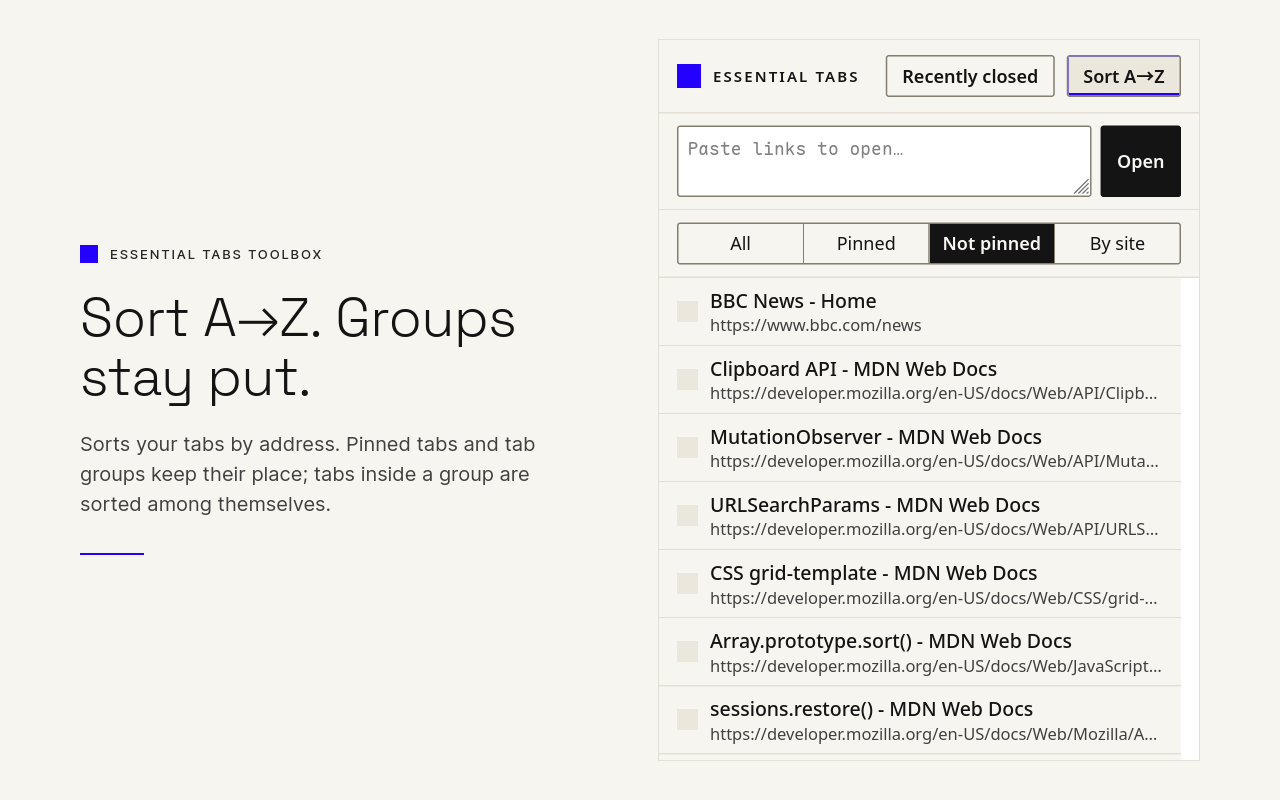 ESSENTIAL TABS TOOLBOX
Sort A→Z. Groups
stay put.
Sorts your tabs by address. Pinned tabs and tab
groups keep their place; tabs inside a group are
sorted among themselves.
ESSENTIAL TABS
Recently closed
Sort A→Z
Paste links to open…
Open
All
Pinned
Not pinned
By site
BBC News - Home
https://www.bbc.com/news
Clipboard API - MDN Web Docs
https://developer.mozilla.org/en-US/docs/Web/API/Clipb…
MutationObserver - MDN Web Docs
https://developer.mozilla.org/en-US/docs/Web/API/Muta…
URLSearchParams - MDN Web Docs
https://developer.mozilla.org/en-US/docs/Web/API/URLS…
CSS grid-template - MDN Web Docs
https://developer.mozilla.org/en-US/docs/Web/CSS/grid-…
Array.prototype.sort() - MDN Web Docs
https://developer.mozilla.org/en-US/docs/Web/JavaScript…
sessions.restore() - MDN Web Docs
https://developer.mozilla.org/en-US/docs/Web/Mozilla/A…